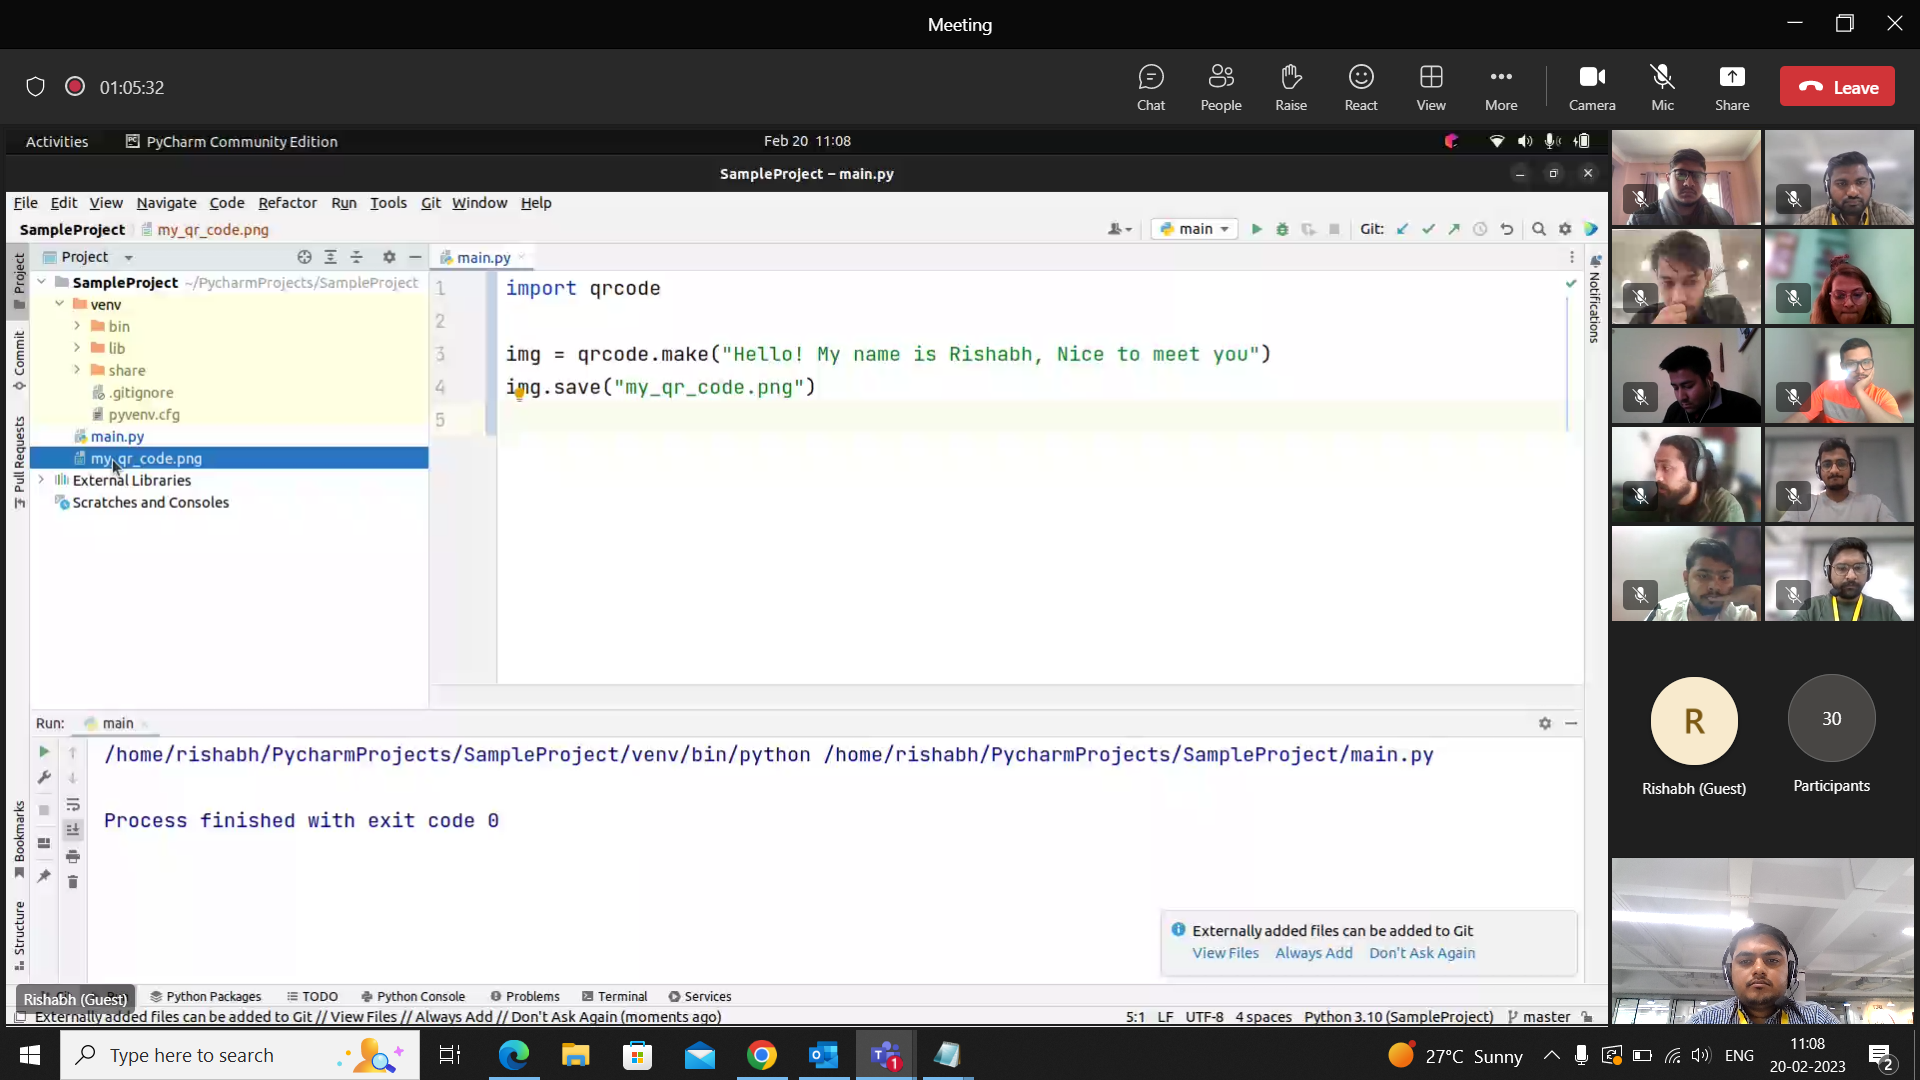 Meeting
01:05:32
Chat People Raise React View More Camera Mic Share Leave
Activities PyCharm Community Edition Feb 20 11:08
SampleProject – main.py
File Edit View Navigate Code Refactor Run Tools Git Window Help
SampleProject my_qr_code.png main Git:
Project main.py
Project
Commit
Pull Requests
Bookmarks
Structure
Notifications
SampleProject ~/PycharmProjects/SampleProject
venv
bin
lib
share
.gitignore
pyvenv.cfg
main.py
my_qr_code.png
External Libraries
Scratches and Consoles
1 import qrcode
2
3 img = qrcode.make("Hello! My name is Rishabh, Nice to meet you")
4 img.save("my_qr_code.png")
5
Run: main
/home/rishabh/PycharmProjects/SampleProject/venv/bin/python /home/rishabh/PycharmProjects/SampleProject/main.py
Process finished with exit code 0
Externally added files can be added to Git
View Files Always Add Don't Ask Again
R
Rishabh (Guest)
30
Participants
Rishabh (Guest)
Python Packages TODO Python Console Problems Terminal Services
Externally added files can be added to Git // View Files // Always Add // Don't Ask Again (moments ago)
5:1 LF UTF-8 4 spaces Python 3.10 (SampleProject) master
Type here to search
1
27°C Sunny
ENG
11:08
20-02-2023
2